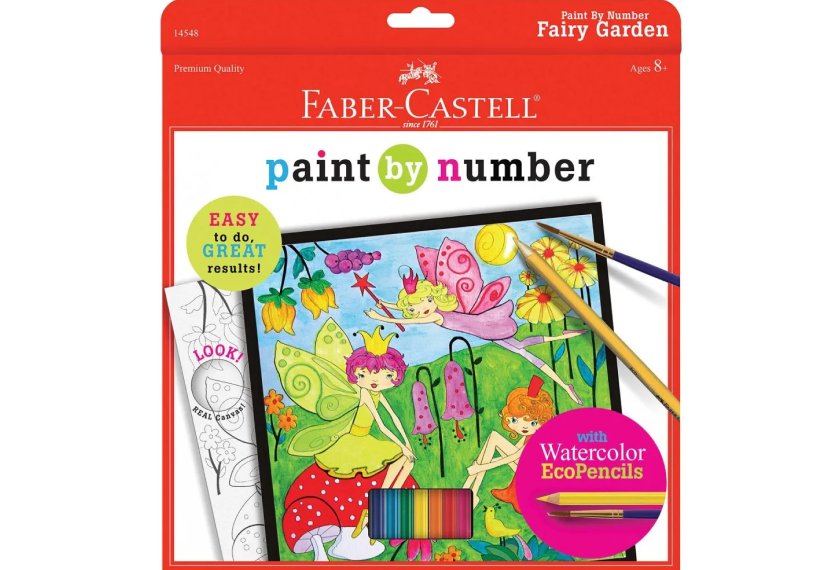 14548
Paint By Number
Fairy Garden
Premium Quality
Ages 8+
FABER-CASTELL®
since 1761
paint by number
EASY
to do,
GREAT
results!
LOOK!
REAL Canvas!
with
Watercolor
EcoPencils